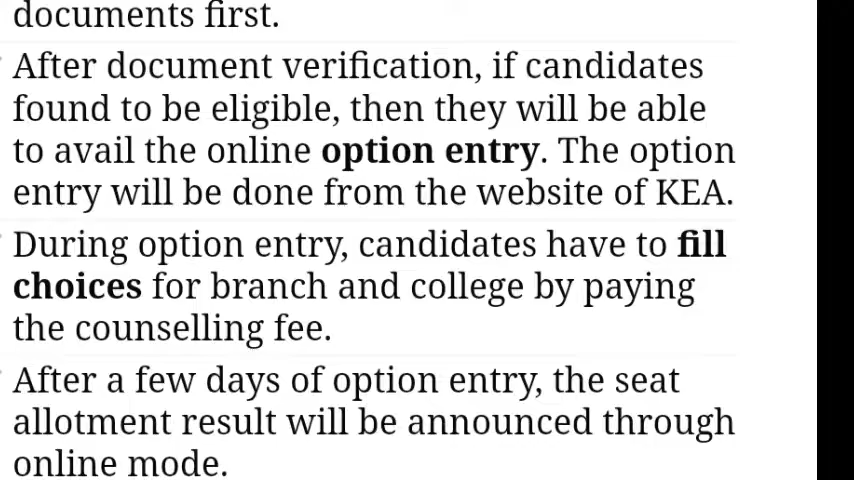 documents first.
After document verification, if candidates
found to be eligible, then they will be able
to avail the online option entry. The option
entry will be done from the website of KEA.
During option entry, candidates have to fill
choices for branch and college by paying
the counselling fee.
After a few days of option entry, the seat
allotment result will be announced through
online mode.